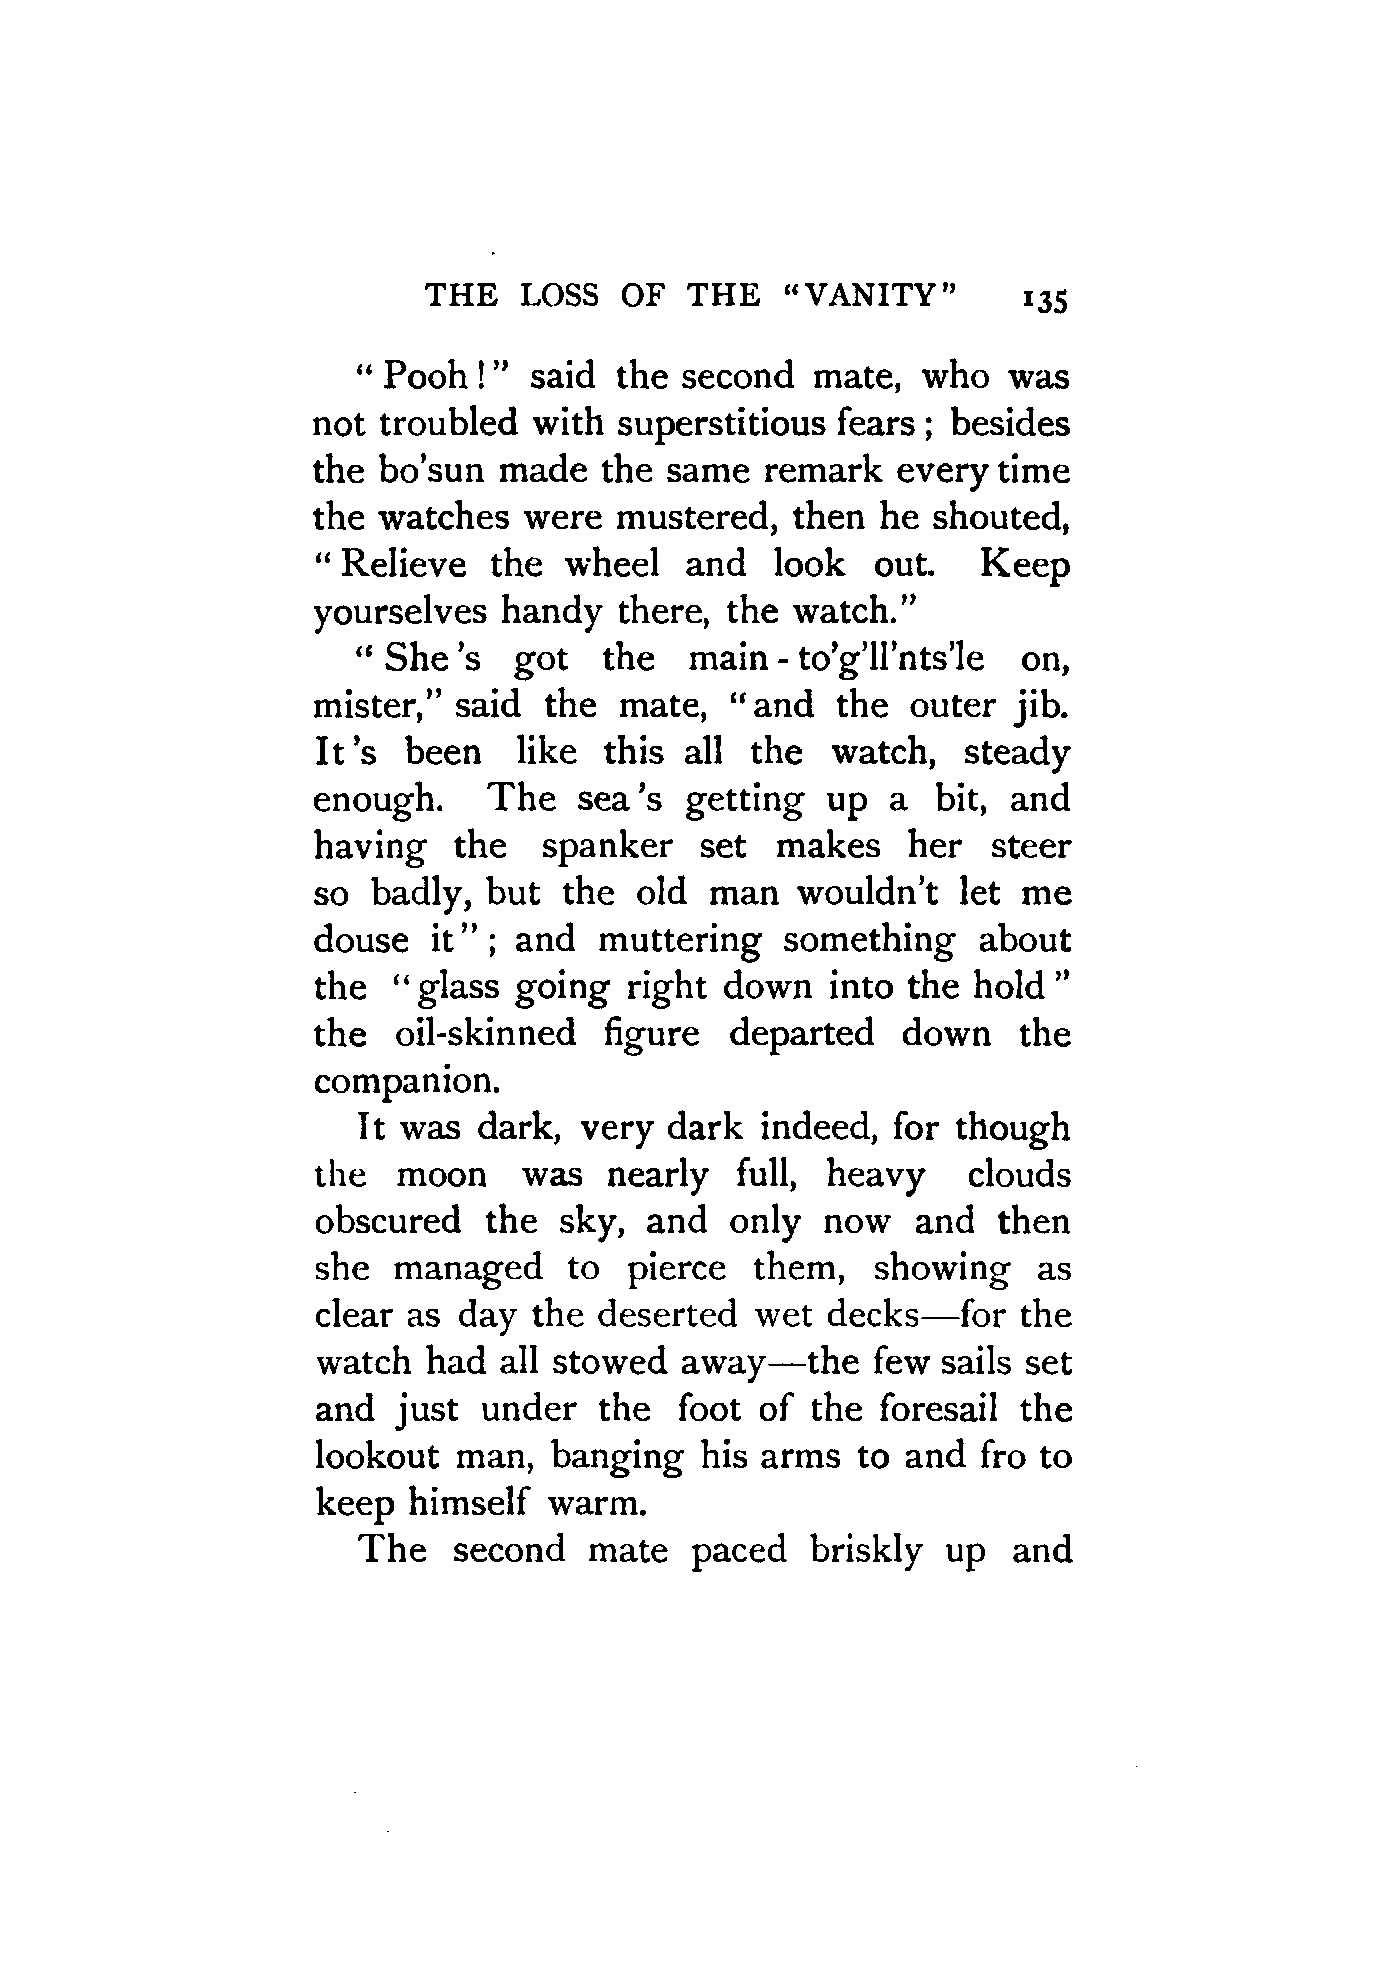 THE LOSS OF THE "VANITY" 135
"Pooh!" said the second mate, who was
not troubled with superstitious fears; besides
the bo'sun made the same remark every time
the watches were mustered, then he shouted,
"Relieve the wheel and look out. Keep
yourselves handy there, the watch."
"She's got the main-to'g'll'nts'le on,
mister," said the mate, "and the outer jib.
It's been like this all the watch, steady
enough. The sea's getting up a bit, and
having the spanker set makes her steer
so badly, but the old man wouldn't let me
douse it"; and muttering something about
the "glass going right down into the hold"
the oil-skinned figure departed down the
companion.
It was dark, very dark indeed, for though
the moon was nearly full, heavy clouds
obscured the sky, and only now and then
she managed to pierce them, showing as
clear as day the deserted wet decks—for the
watch had all stowed away—the few sails set
and just under the foot of the foresail the
lookout man, banging his arms to and fro to
keep himself warm.
The second mate paced briskly up and